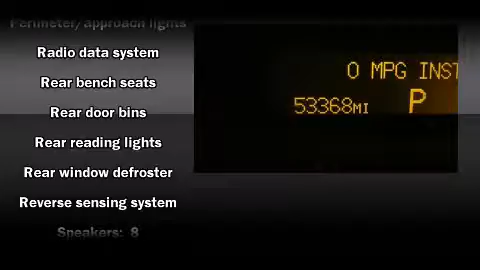 Perimeter/approach lights
Radio data system
Rear bench seats
Rear door bins
Rear reading lights
Rear window defroster
Reverse sensing system
Speakers: 8
0 MPG INST
53368MI P